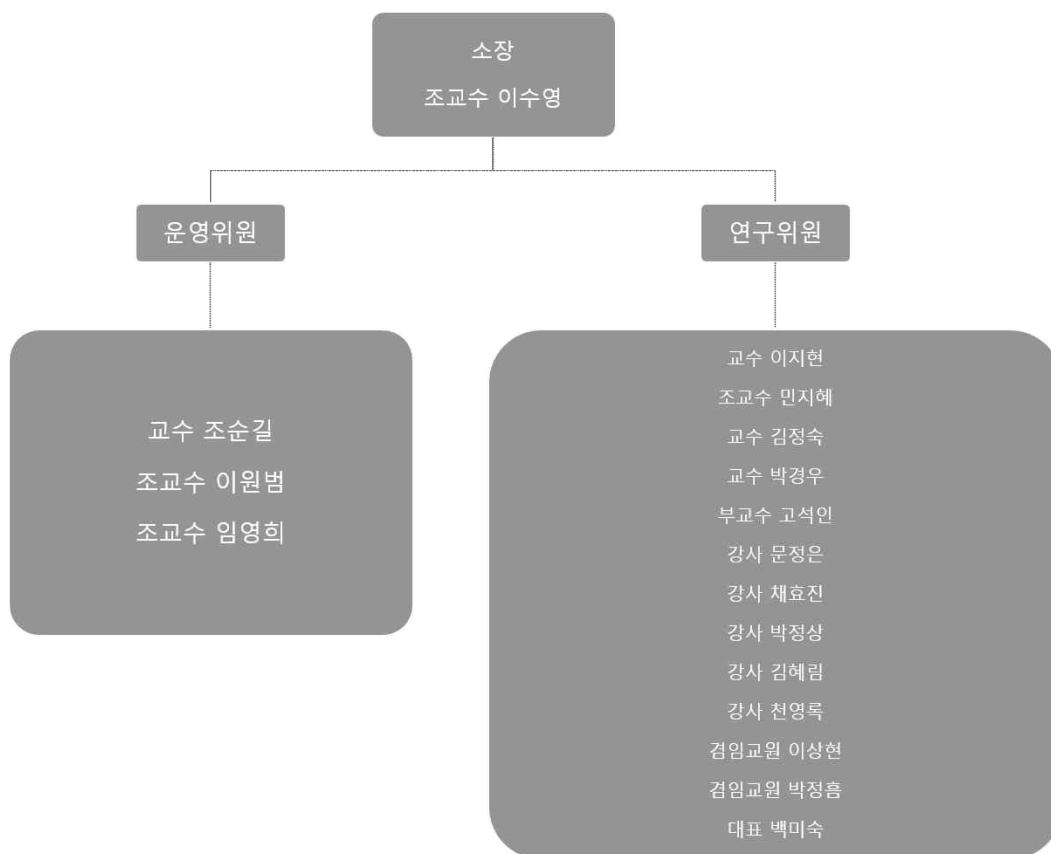 소장
조교수 이수영
운영위원
연구위원
교수 조순길
조교수 이원범
조교수 임영희
교수 이지현
조교수 민지혜
교수 김정숙
교수 박경우
부교수 고석인
강사 문정은
강사 채효진
강사 박정상
강사 김혜림
강사 천영록
겸임교원 이상현
겸임교원 박정흠
대표 백미숙